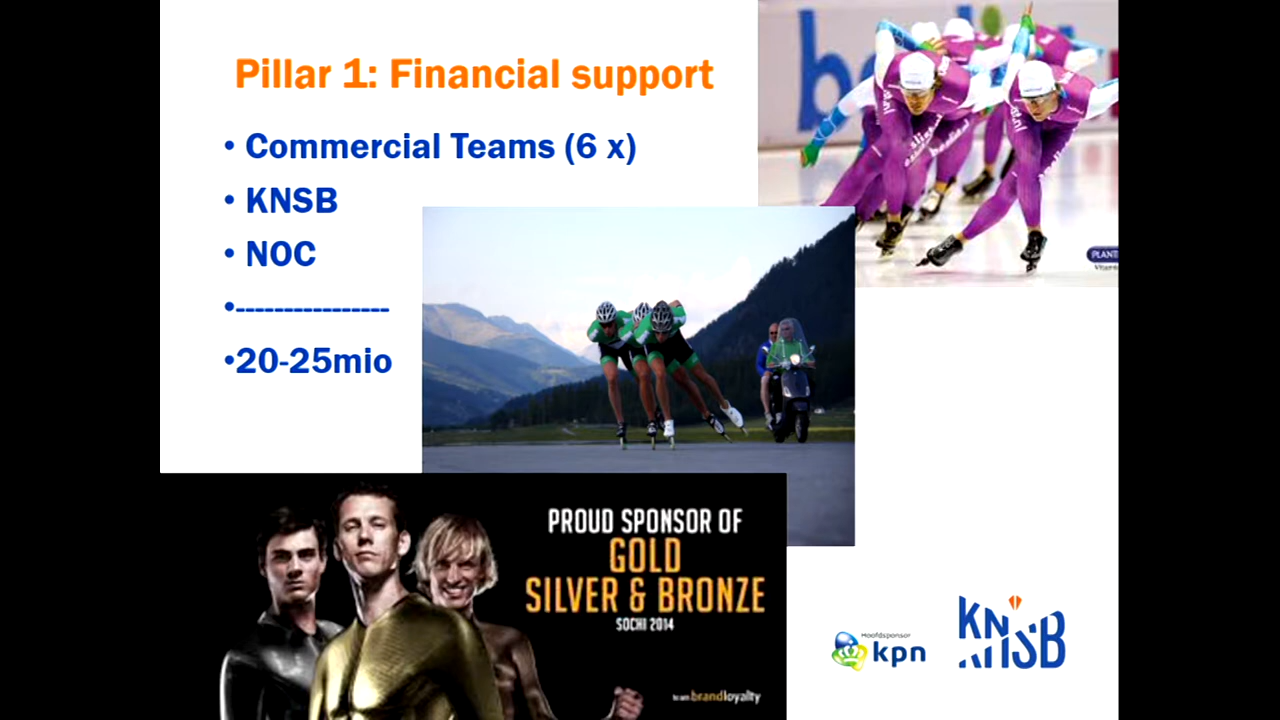 Pillar 1: Financial support
• Commercial Teams (6 x)
• KNSB
• NOC
•----------------
•20-25mio
PROUD SPONSOR OF
GOLD
SILVER & BRONZE
SOCHI 2014
team brandloyalty
Hoofdsponsor
kpn
KNSB